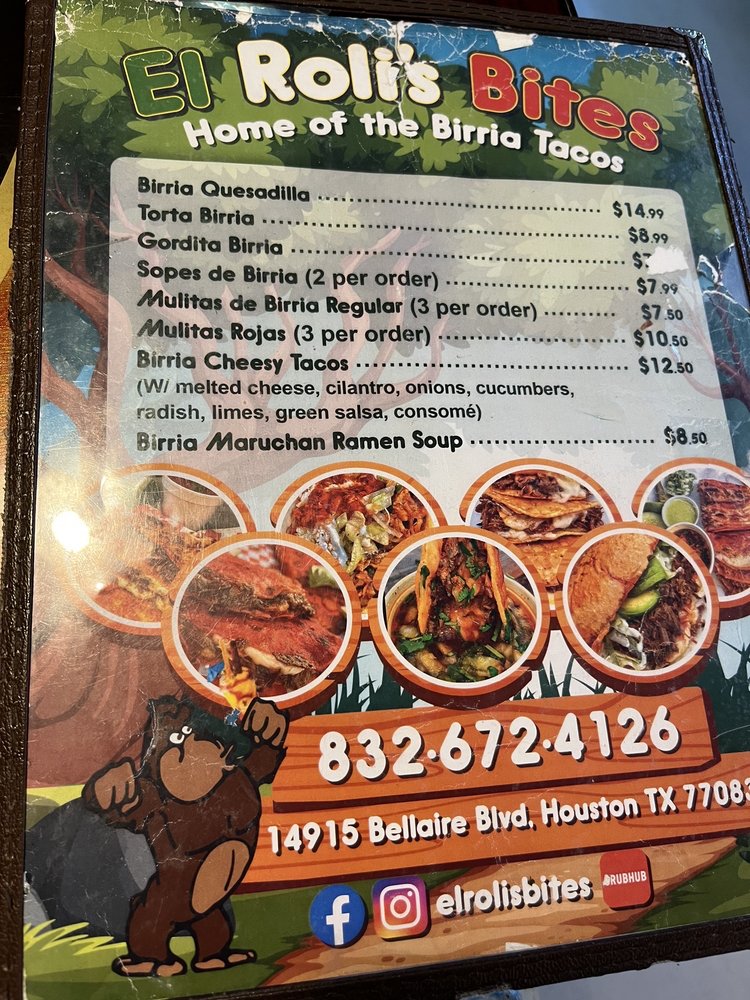 El Roli's Bites
Home of the Birria Tacos
Birria Quesadilla ........................................ $14.99
Torta Birria ........................................ $8.99
Gordita Birria ........................................ $
Sopes de Birria (2 per order) ........................................ $7.99
Mulitas de Birria Regular (3 per order) .......... $7.50
Mulitas Rojas (3 per order) .............................. $10.50
Birria Cheesy Tacos ........................................ $12.50
(W/ melted cheese, cilantro, onions, cucumbers,
radish, limes, green salsa, consomé)
Birria Maruchan Ramen Soup .......................... $8.50
832·672·4126
14915 Bellaire Blvd, Houston TX 77083
elrolisbites
GRUBHUB